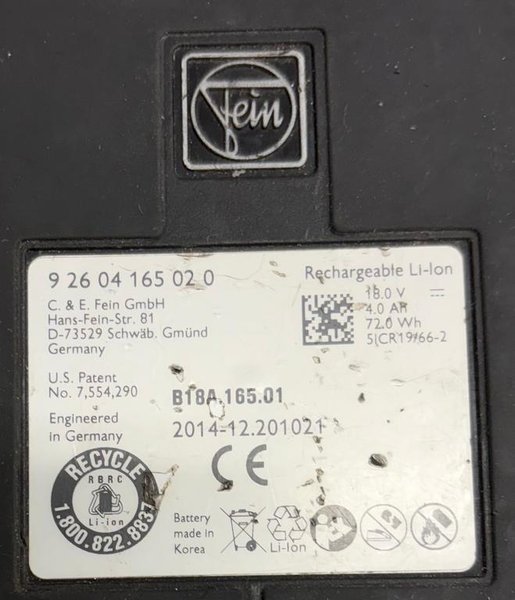 Fein
9 26 04 165 02 0
C. & E. Fein GmbH
Hans-Fein-Str. 81
D-73529 Schwäb. Gmünd
Germany
Rechargeable Li-Ion
18.0 V
4.0 Ah
72.0 Wh
5ICR19/66-2
U.S. Patent
No. 7,554,290
B18A.165.01
Engineered
in Germany
2014-12.201021
CE
RECYCLE
RBRC
Li-ion
1.800.822.8837
Battery
made in
Korea
Li-Ion